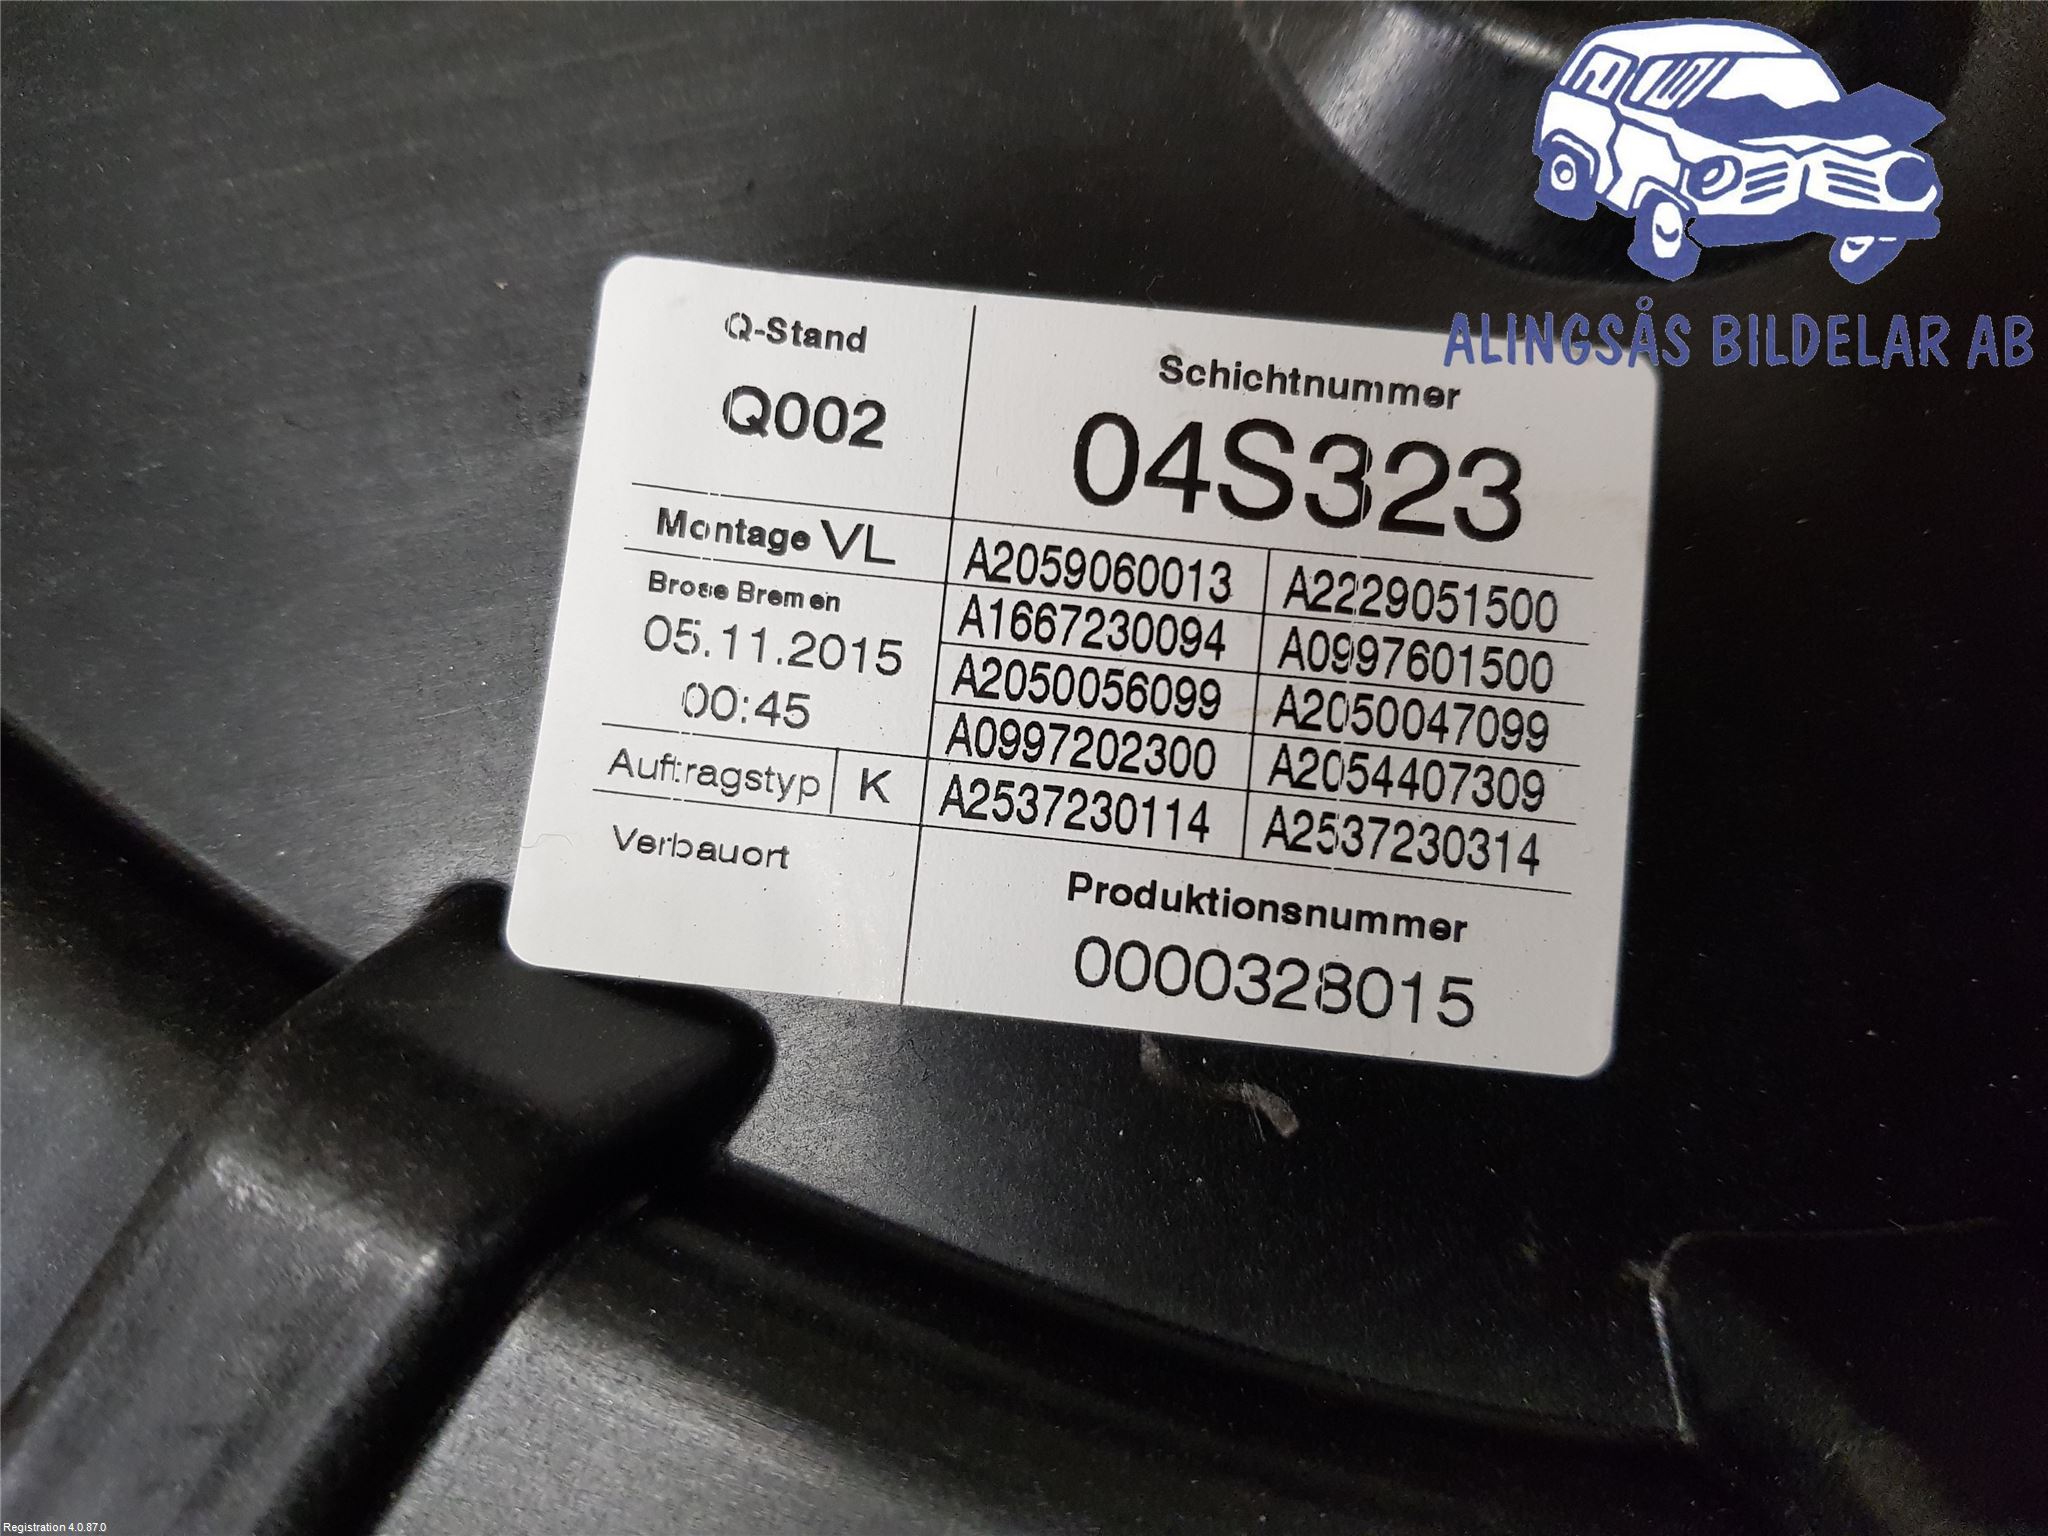 ALINGSÅS BILDELAR AB
Q-Stand
Q002
Schichtnummer
04S323
Montage VL
Brose Bremen
05.11.2015
00:45
Auftragstyp K
Verbauort
A2059060013 A2229051500
A1667230094 A0997601500
A2050056099 A2050047099
A0997202300 A2054407309
A2537230114 A2537230314
Produktionsnummer
0000328015
Registration 4.0.87.0